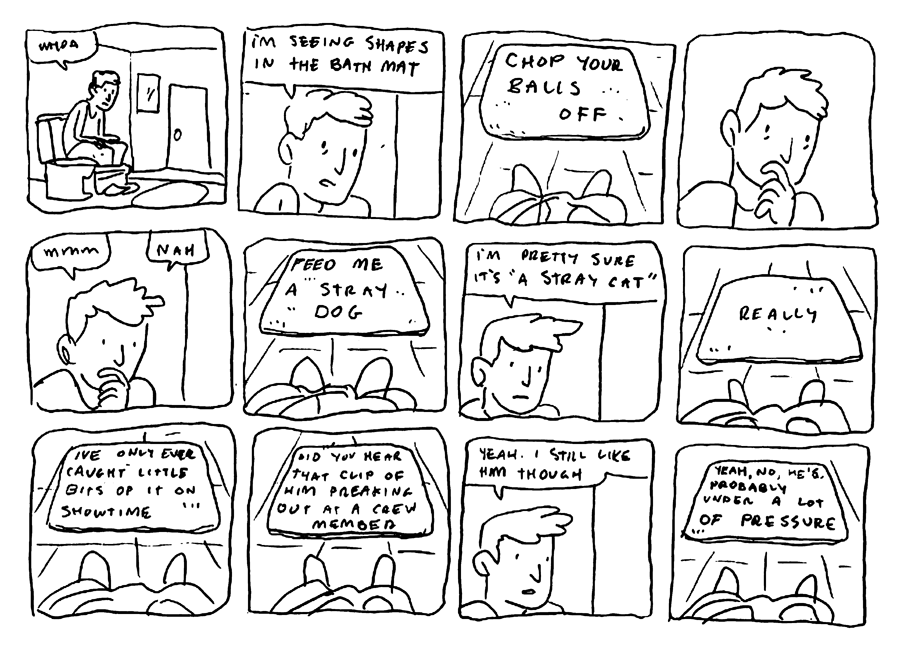 WHOA
I'M SEEING SHAPES
IN THE BATH MAT
CHOP YOUR
BALLS
OFF
MMM
NAH
FEED ME
A STRAY
DOG
I'M PRETTY SURE
IT'S "A STRAY CAT"
REALLY
I'VE ONLY EVER
CAUGHT LITTLE
BITS OF IT ON
SHOWTIME
DID YOU HEAR
THAT CLIP OF
HIM FREAKING
OUT AT A CREW
MEMBER
YEAH. I STILL LIKE
HIM THOUGH
YEAH, NO, HE'S
PROBABLY
UNDER A LOT
OF PRESSURE